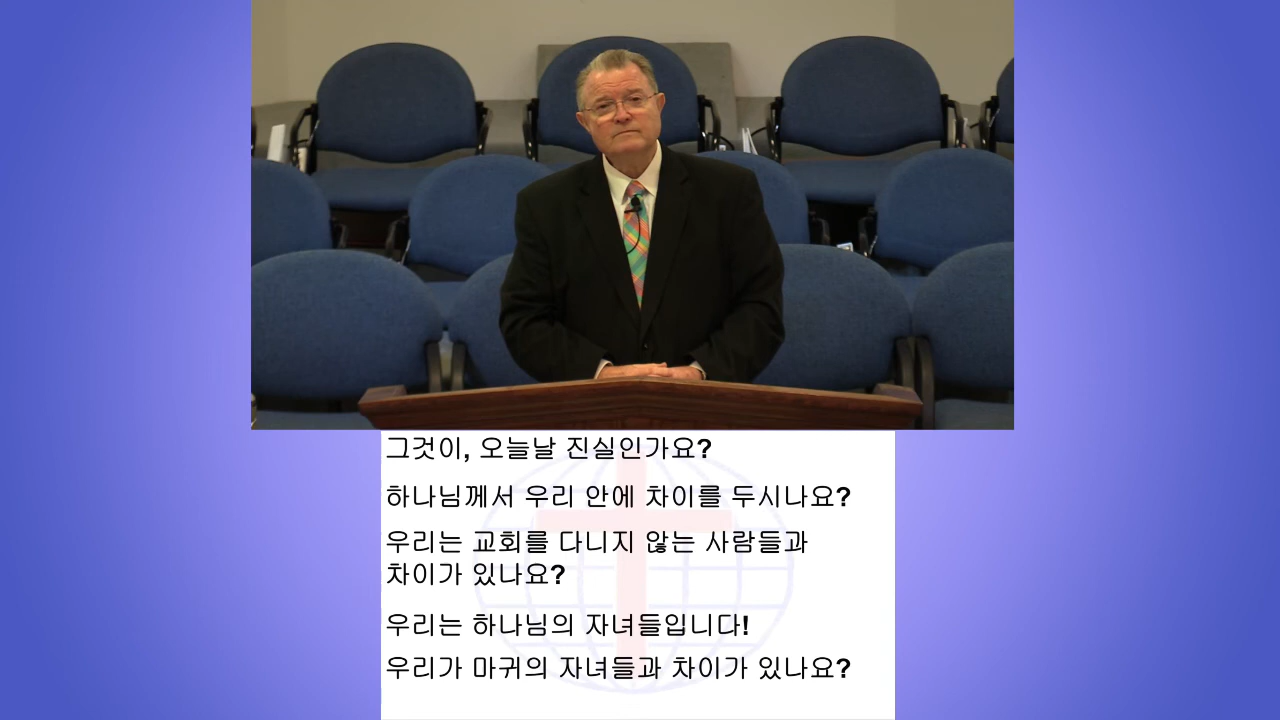 그것이, 오늘날 진실인가요?
하나님께서 우리 안에 차이를 두시나요?
우리는 교회를 다니지 않는 사람들과
차이가 있나요?
우리는 하나님의 자녀들입니다!
우리가 마귀의 자녀들과 차이가 있나요?